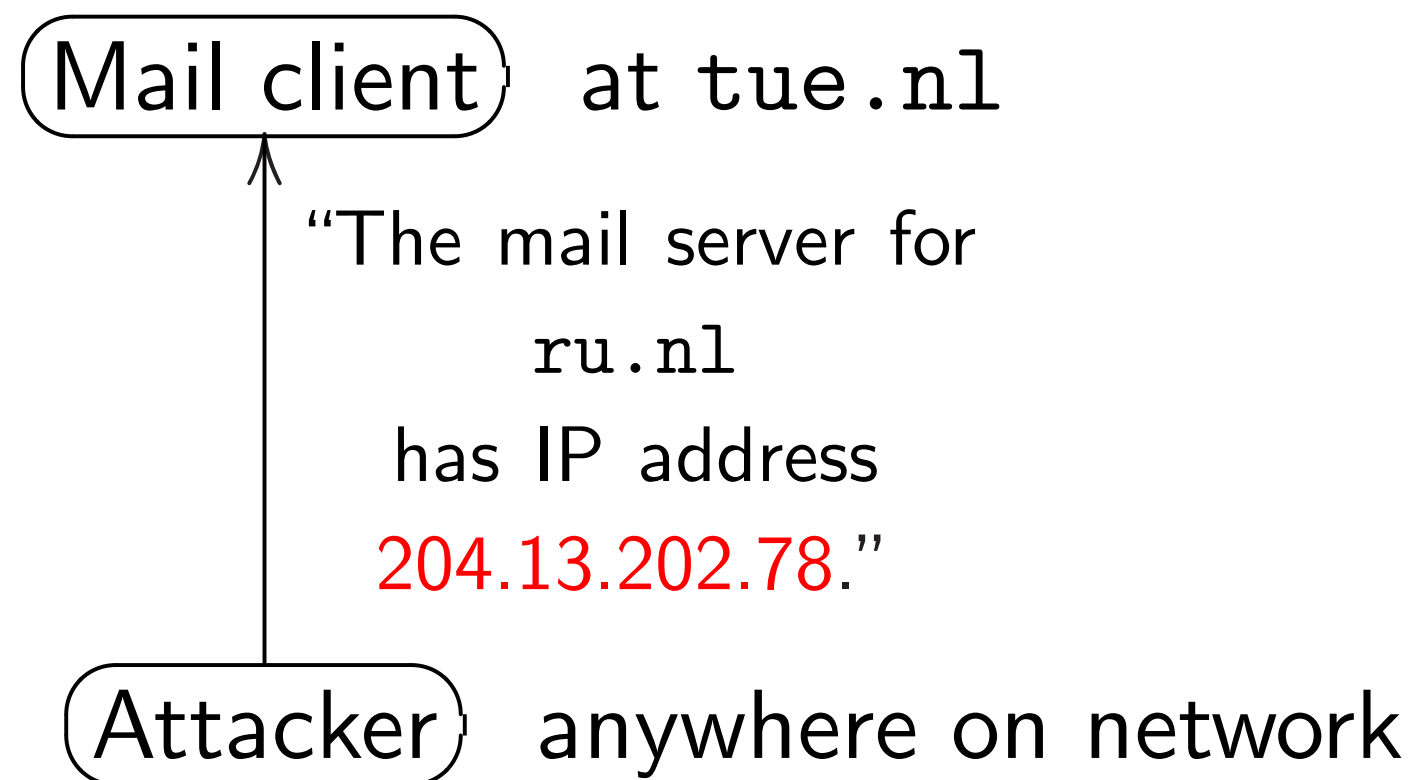 Mail client at tue.nl
“The mail server for
ru.nl
has IP address
204.13.202.78.”
Attacker anywhere on network